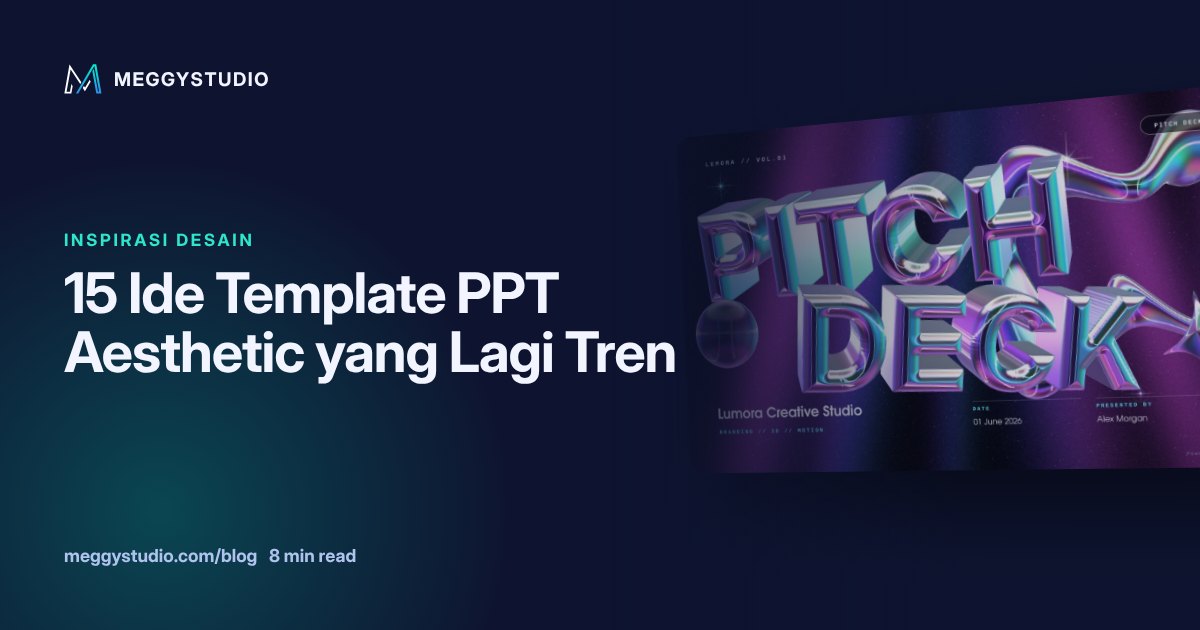 MEGGYSTUDIO
INSPIRASI DESAIN
15 Ide Template PPT
Aesthetic yang Lagi Tren
meggystudio.com/blog 8 min read
LUMORA // VOL.01
PITCH DECK
PITCH
DECK
Lumora Creative Studio
BRANDING // 3D // MOTION
DATE
01 June 2026
PRESENTED BY
Alex Morgan